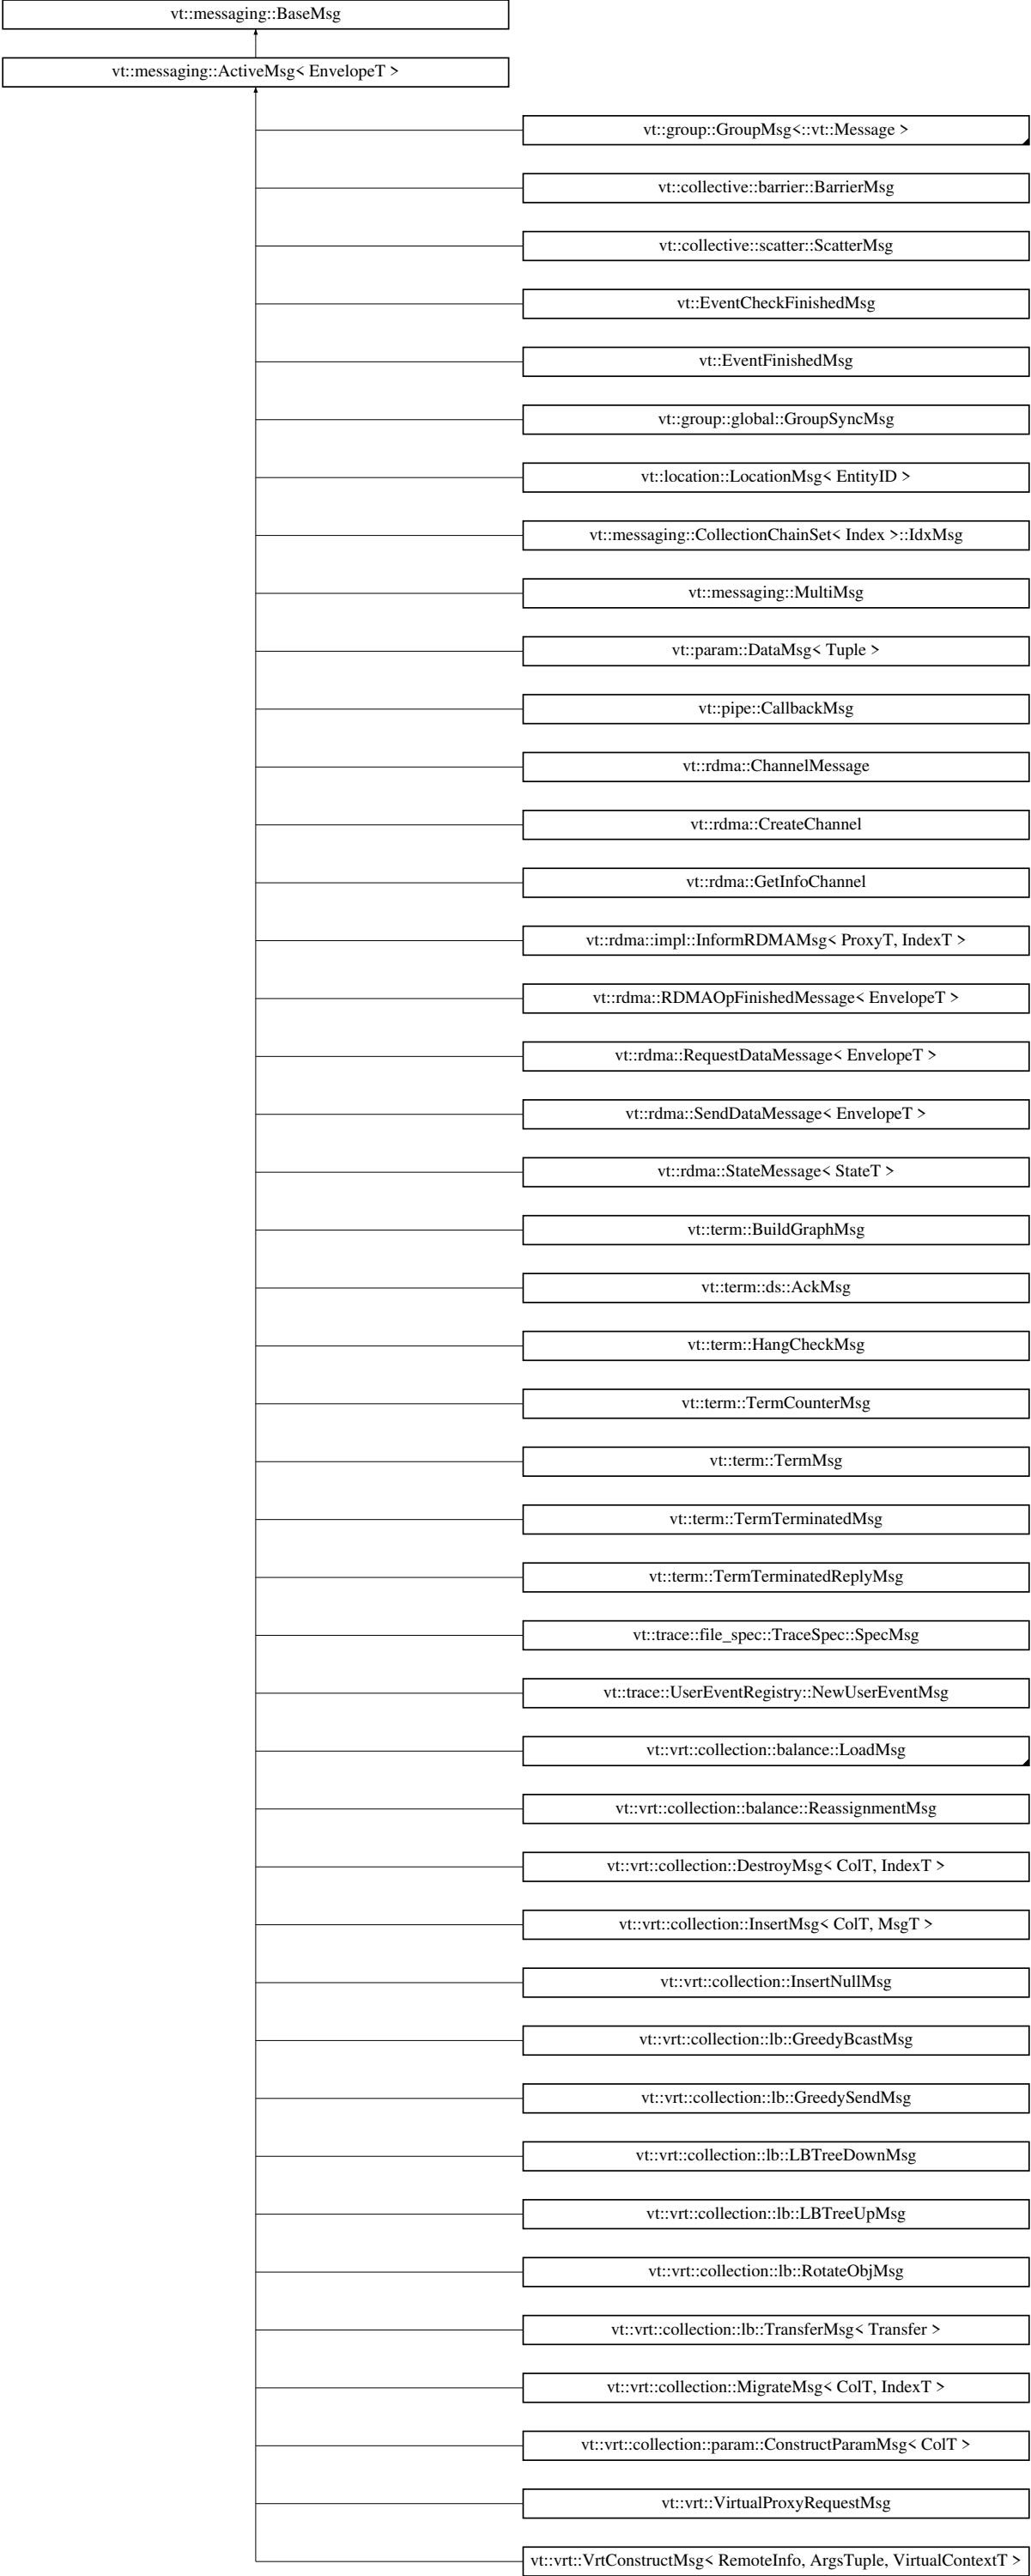 vt::messaging::BaseMsg
vt::messaging::ActiveMsg< EnvelopeT >
vt::group::GroupMsg<::vt::Message >
vt::collective::barrier::BarrierMsg
vt::collective::scatter::ScatterMsg
vt::EventCheckFinishedMsg
vt::EventFinishedMsg
vt::group::global::GroupSyncMsg
vt::location::LocationMsg< EntityID >
vt::messaging::CollectionChainSet< Index >::IdxMsg
vt::messaging::MultiMsg
vt::param::DataMsg< Tuple >
vt::pipe::CallbackMsg
vt::rdma::ChannelMessage
vt::rdma::CreateChannel
vt::rdma::GetInfoChannel
vt::rdma::impl::InformRDMAMsg< ProxyT, IndexT >
vt::rdma::RDMAOpFinishedMessage< EnvelopeT >
vt::rdma::RequestDataMessage< EnvelopeT >
vt::rdma::SendDataMessage< EnvelopeT >
vt::rdma::StateMessage< StateT >
vt::term::BuildGraphMsg
vt::term::ds::AckMsg
vt::term::HangCheckMsg
vt::term::TermCounterMsg
vt::term::TermMsg
vt::term::TermTerminatedMsg
vt::term::TermTerminatedReplyMsg
vt::trace::file_spec::TraceSpec::SpecMsg
vt::trace::UserEventRegistry::NewUserEventMsg
vt::vrt::collection::balance::LoadMsg
vt::vrt::collection::balance::ReassignmentMsg
vt::vrt::collection::DestroyMsg< ColT, IndexT >
vt::vrt::collection::InsertMsg< ColT, MsgT >
vt::vrt::collection::InsertNullMsg
vt::vrt::collection::lb::GreedyBcastMsg
vt::vrt::collection::lb::GreedySendMsg
vt::vrt::collection::lb::LBTreeDownMsg
vt::vrt::collection::lb::LBTreeUpMsg
vt::vrt::collection::lb::RotateObjMsg
vt::vrt::collection::lb::TransferMsg< Transfer >
vt::vrt::collection::MigrateMsg< ColT, IndexT >
vt::vrt::collection::param::ConstructParamMsg< ColT >
vt::vrt::VirtualProxyRequestMsg
vt::vrt::VrtConstructMsg< RemoteInfo, ArgsTuple, VirtualContextT >